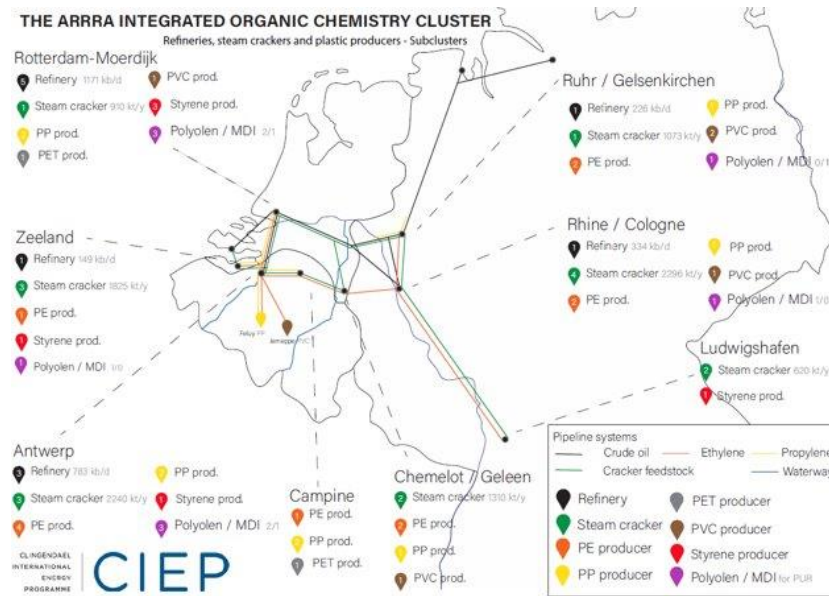 THE ARRRA INTEGRATED ORGANIC CHEMISTRY CLUSTER
Refineries, steam crackers and plastic producers - Subclusters
Rotterdam-Moerdijk
5 Refinery 1171 kb/d
1 Steam cracker 910 kt/y
PP prod.
1 PET prod.
1 PVC prod.
3 Styrene prod.
3 Polyolen / MDI 2/1
Ruhr / Gelsenkirchen
1 Refinery 226 kb/d
1 Steam cracker 1073 kt/y
2 PE prod.
PP prod.
2 PVC prod.
1 Polyolen / MDI 0/1
Zeeland
1 Refinery 149 kb/d
3 Steam cracker 1825 kt/y
1 PE prod.
1 Styrene prod.
1 Polyolen / MDI 1/0
Rhine / Cologne
1 Refinery 334 kb/d
4 Steam cracker 2296 kt/y
2 PE prod.
PP prod.
1 PVC prod.
1 Polyolen / MDI 1/0
Feluy PP
Jemeppe PVC
Ludwigshafen
2 Steam cracker 620 kt/y
1 Styrene prod.
Antwerp
3 Refinery 783 kb/d
3 Steam cracker 2240 kt/y
4 PE prod.
PP prod.
1 Styrene prod.
3 Polyolen / MDI 2/1
Campine
1 PE prod.
2 PP prod.
1 PET prod.
Chemelot / Geleen
2 Steam cracker 1310 kt/y
2 PE prod.
PP prod.
1 PVC prod.
Pipeline systems
Crude oil
Ethylene
Propylene
Cracker feedstock
Waterway
Refinery
Steam cracker
PE producer
PP producer
PET producer
PVC producer
Styrene producer
Polyolen / MDI for PUR
CLINGENDAEL
INTERNATIONAL
ENERGY
PROGRAMME
CIEP